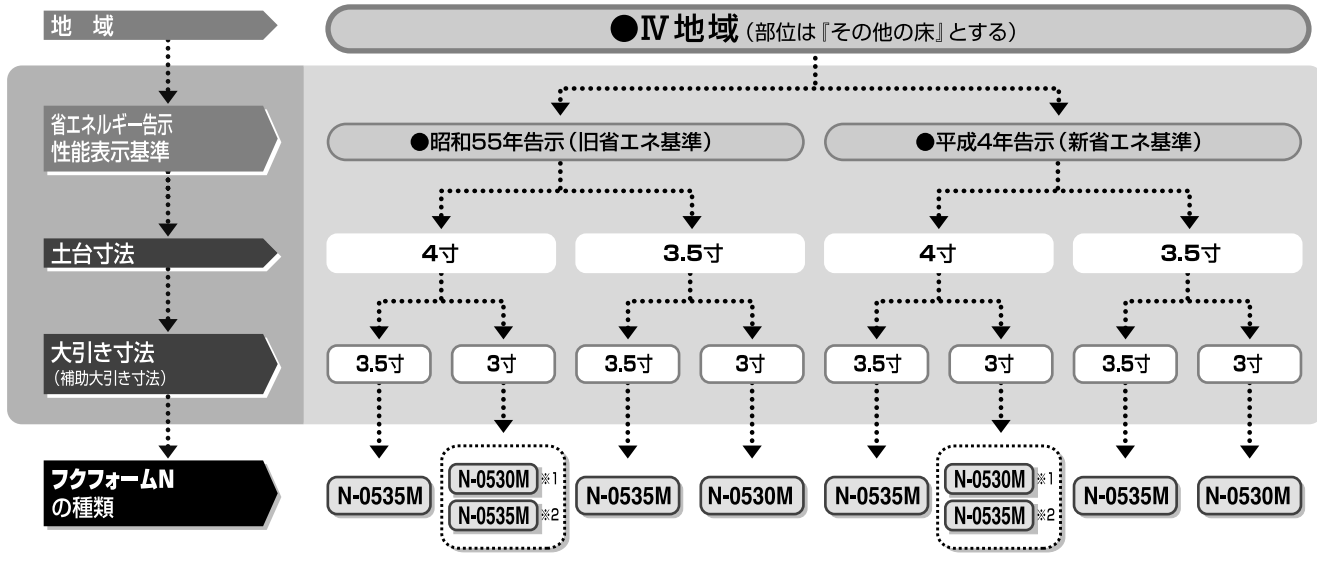 地 域
●Ⅳ地域(部位は『その他の床』とする)
省エネルギー告示
性能表示基準
●昭和55年告示(旧省エネ基準)
●平成4年告示(新省エネ基準)
土台寸法
4寸
3.5寸
4寸
3.5寸
大引き寸法
(補助大引き寸法)
3.5寸
3寸
3.5寸
3寸
3.5寸
3寸
3.5寸
3寸
フクフォームN
の種類
N-0535M
N-0530M ※1
N-0535M ※2
N-0535M
N-0530M
N-0535M
N-0530M ※1
N-0535M ※2
N-0535M
N-0530M